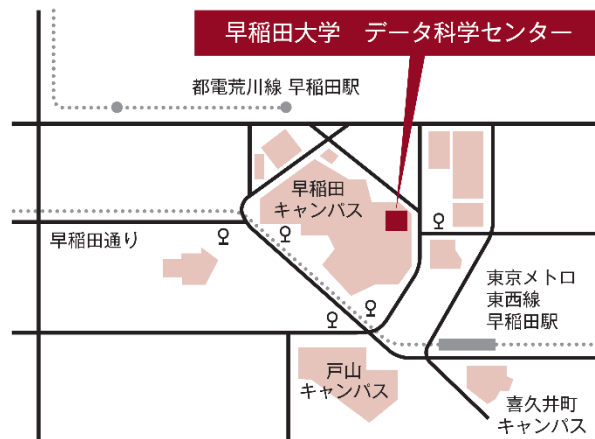 早稲田大学　データ科学センター
都電荒川線 早稲田駅
早稲田
キャンパス
早稲田通り
東京メトロ
東西線
早稲田駅
戸山
キャンパス
喜久井町
キャンパス